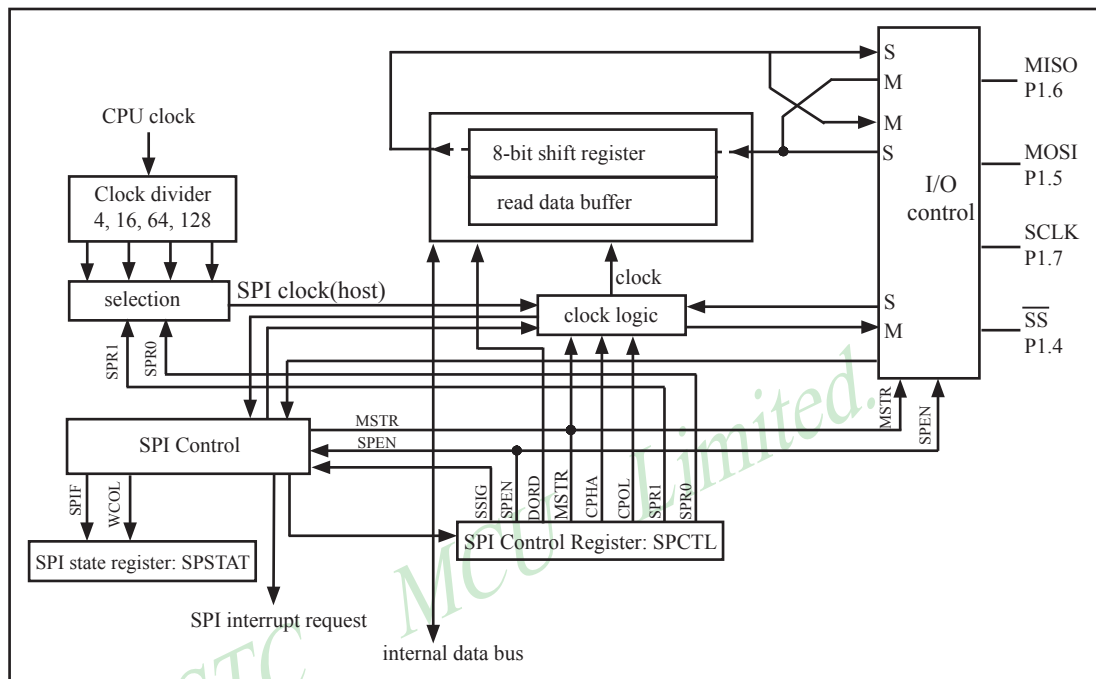 S
MISO
P1.6
M
CPU clock
M
8-bit shift register
S
MOSI
P1.5
Clock divider
4, 16, 64, 128
read data buffer
I/O
control
SCLK
P1.7
clock
selection
SPI clock(host)
clock logic
S
M
SS
P1.4
SPR1
SPR0
MSTR
SPEN
SPI Control
MSTR
SPEN
SPIF
WCOL
SSIG
SPEN
DORD
MSTR
CPHA
CPOL
SPR1
SPR0
SPI state register: SPSTAT
SPI Control Register: SPCTL
SPI interrupt request
internal data bus
STC MCU Limited.